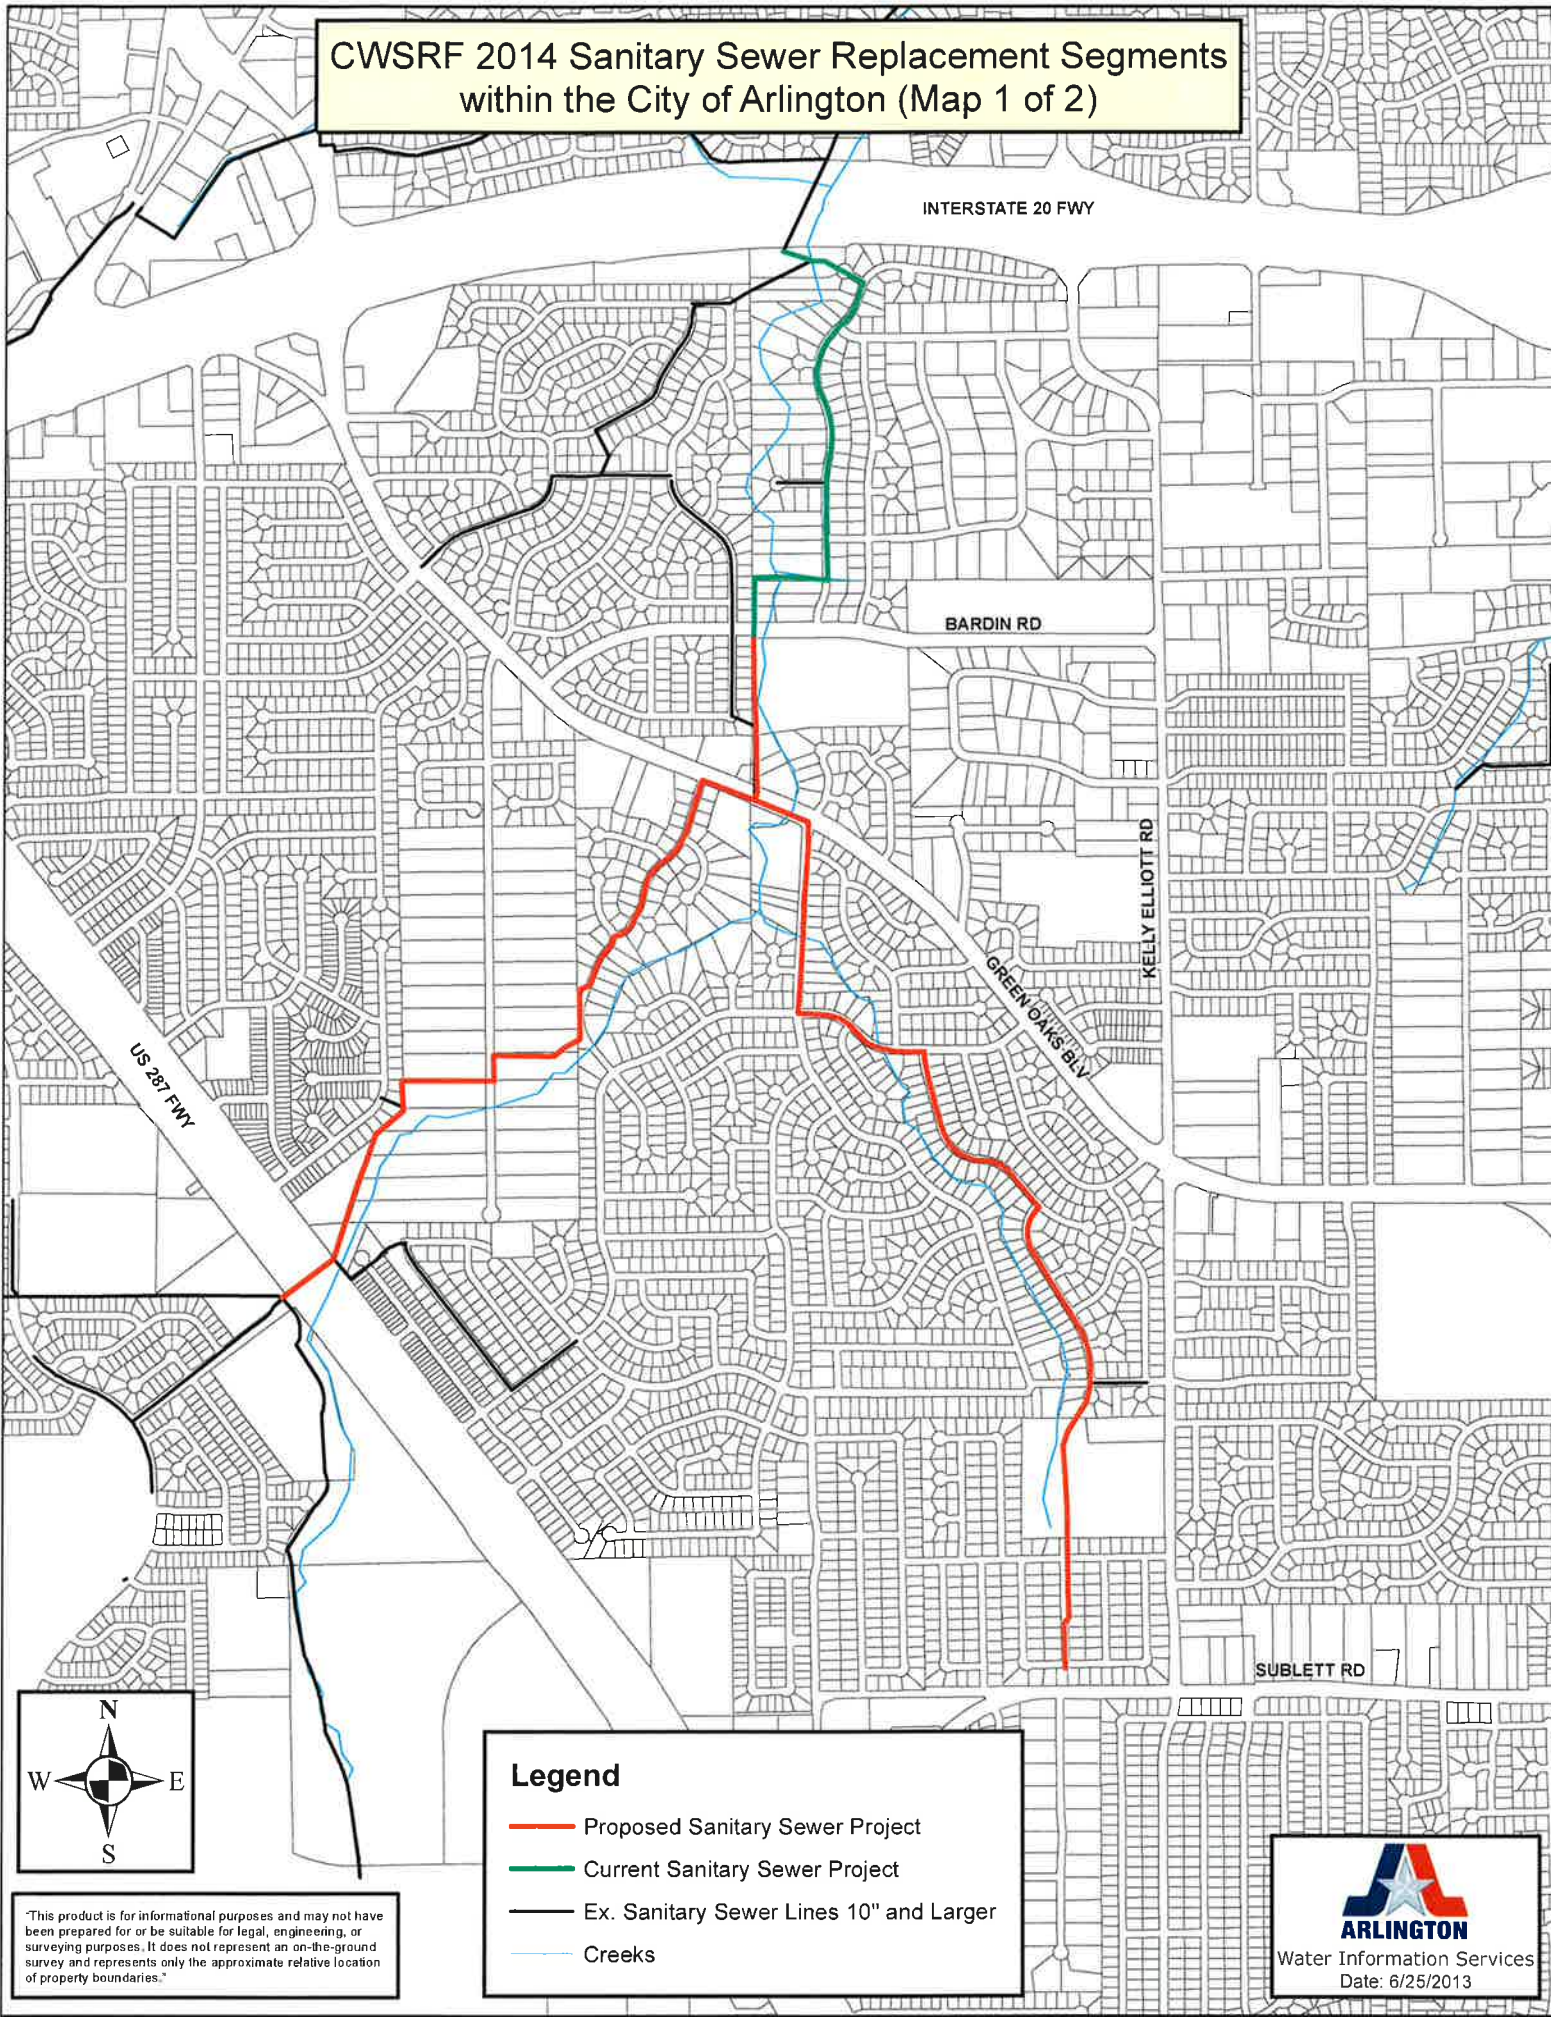 CWSRF 2014 Sanitary Sewer Replacement Segments
within the City of Arlington (Map 1 of 2)
INTERSTATE 20 FWY
BARDIN RD
KELLY ELLIOTT RD
GREEN OAKS BLV
US 287 FWY
SUBLETT RD
N
W E
S
Legend
Proposed Sanitary Sewer Project
Current Sanitary Sewer Project
Ex. Sanitary Sewer Lines 10" and Larger
Creeks
"This product is for informational purposes and may not have
been prepared for or be suitable for legal, engineering, or
surveying purposes. It does not represent an on-the-ground
survey and represents only the approximate relative location
of property boundaries."
ARLINGTON
Water Information Services
Date: 6/25/2013